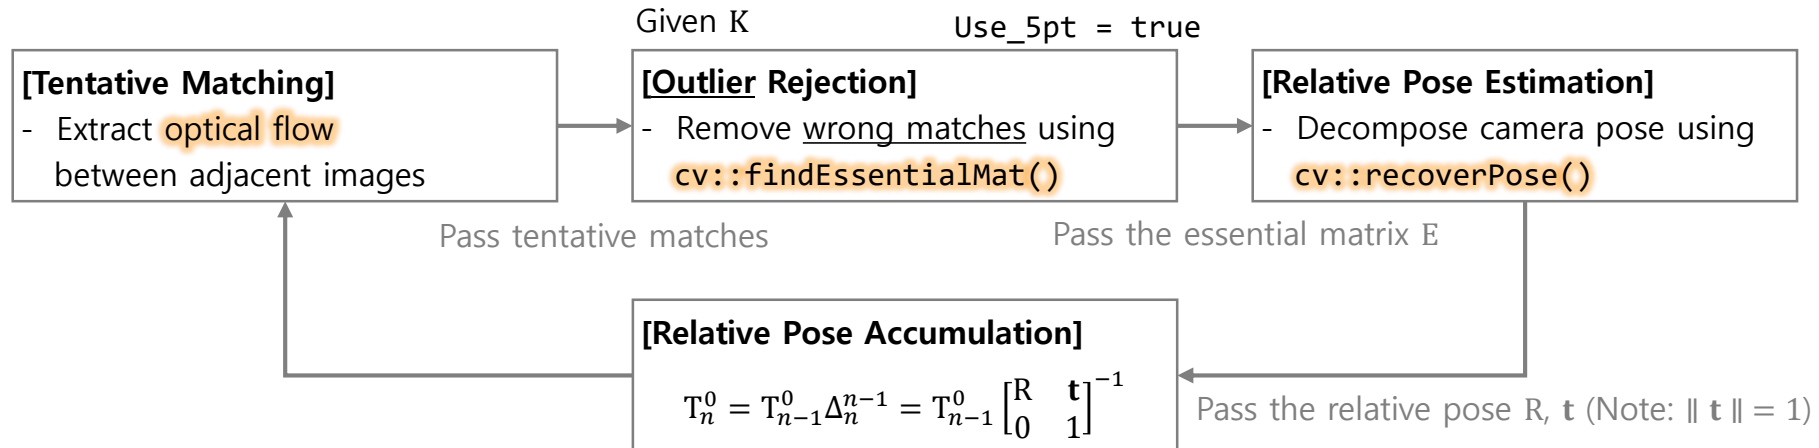 Given K
Use_5pt = true
[Tentative Matching]
- Extract optical flow
between adjacent images
[Outlier Rejection]
- Remove wrong matches using
cv::findEssentialMat()
[Relative Pose Estimation]
- Decompose camera pose using
cv::recoverPose()
Pass tentative matches
Pass the essential matrix E
[Relative Pose Accumulation]
T_n^0 = T_{n-1}^0 Δ_n^{n-1} = T_{n-1}^0 [R t; 0 1]^{-1}
Pass the relative pose R, t (Note: ‖ t ‖ = 1)